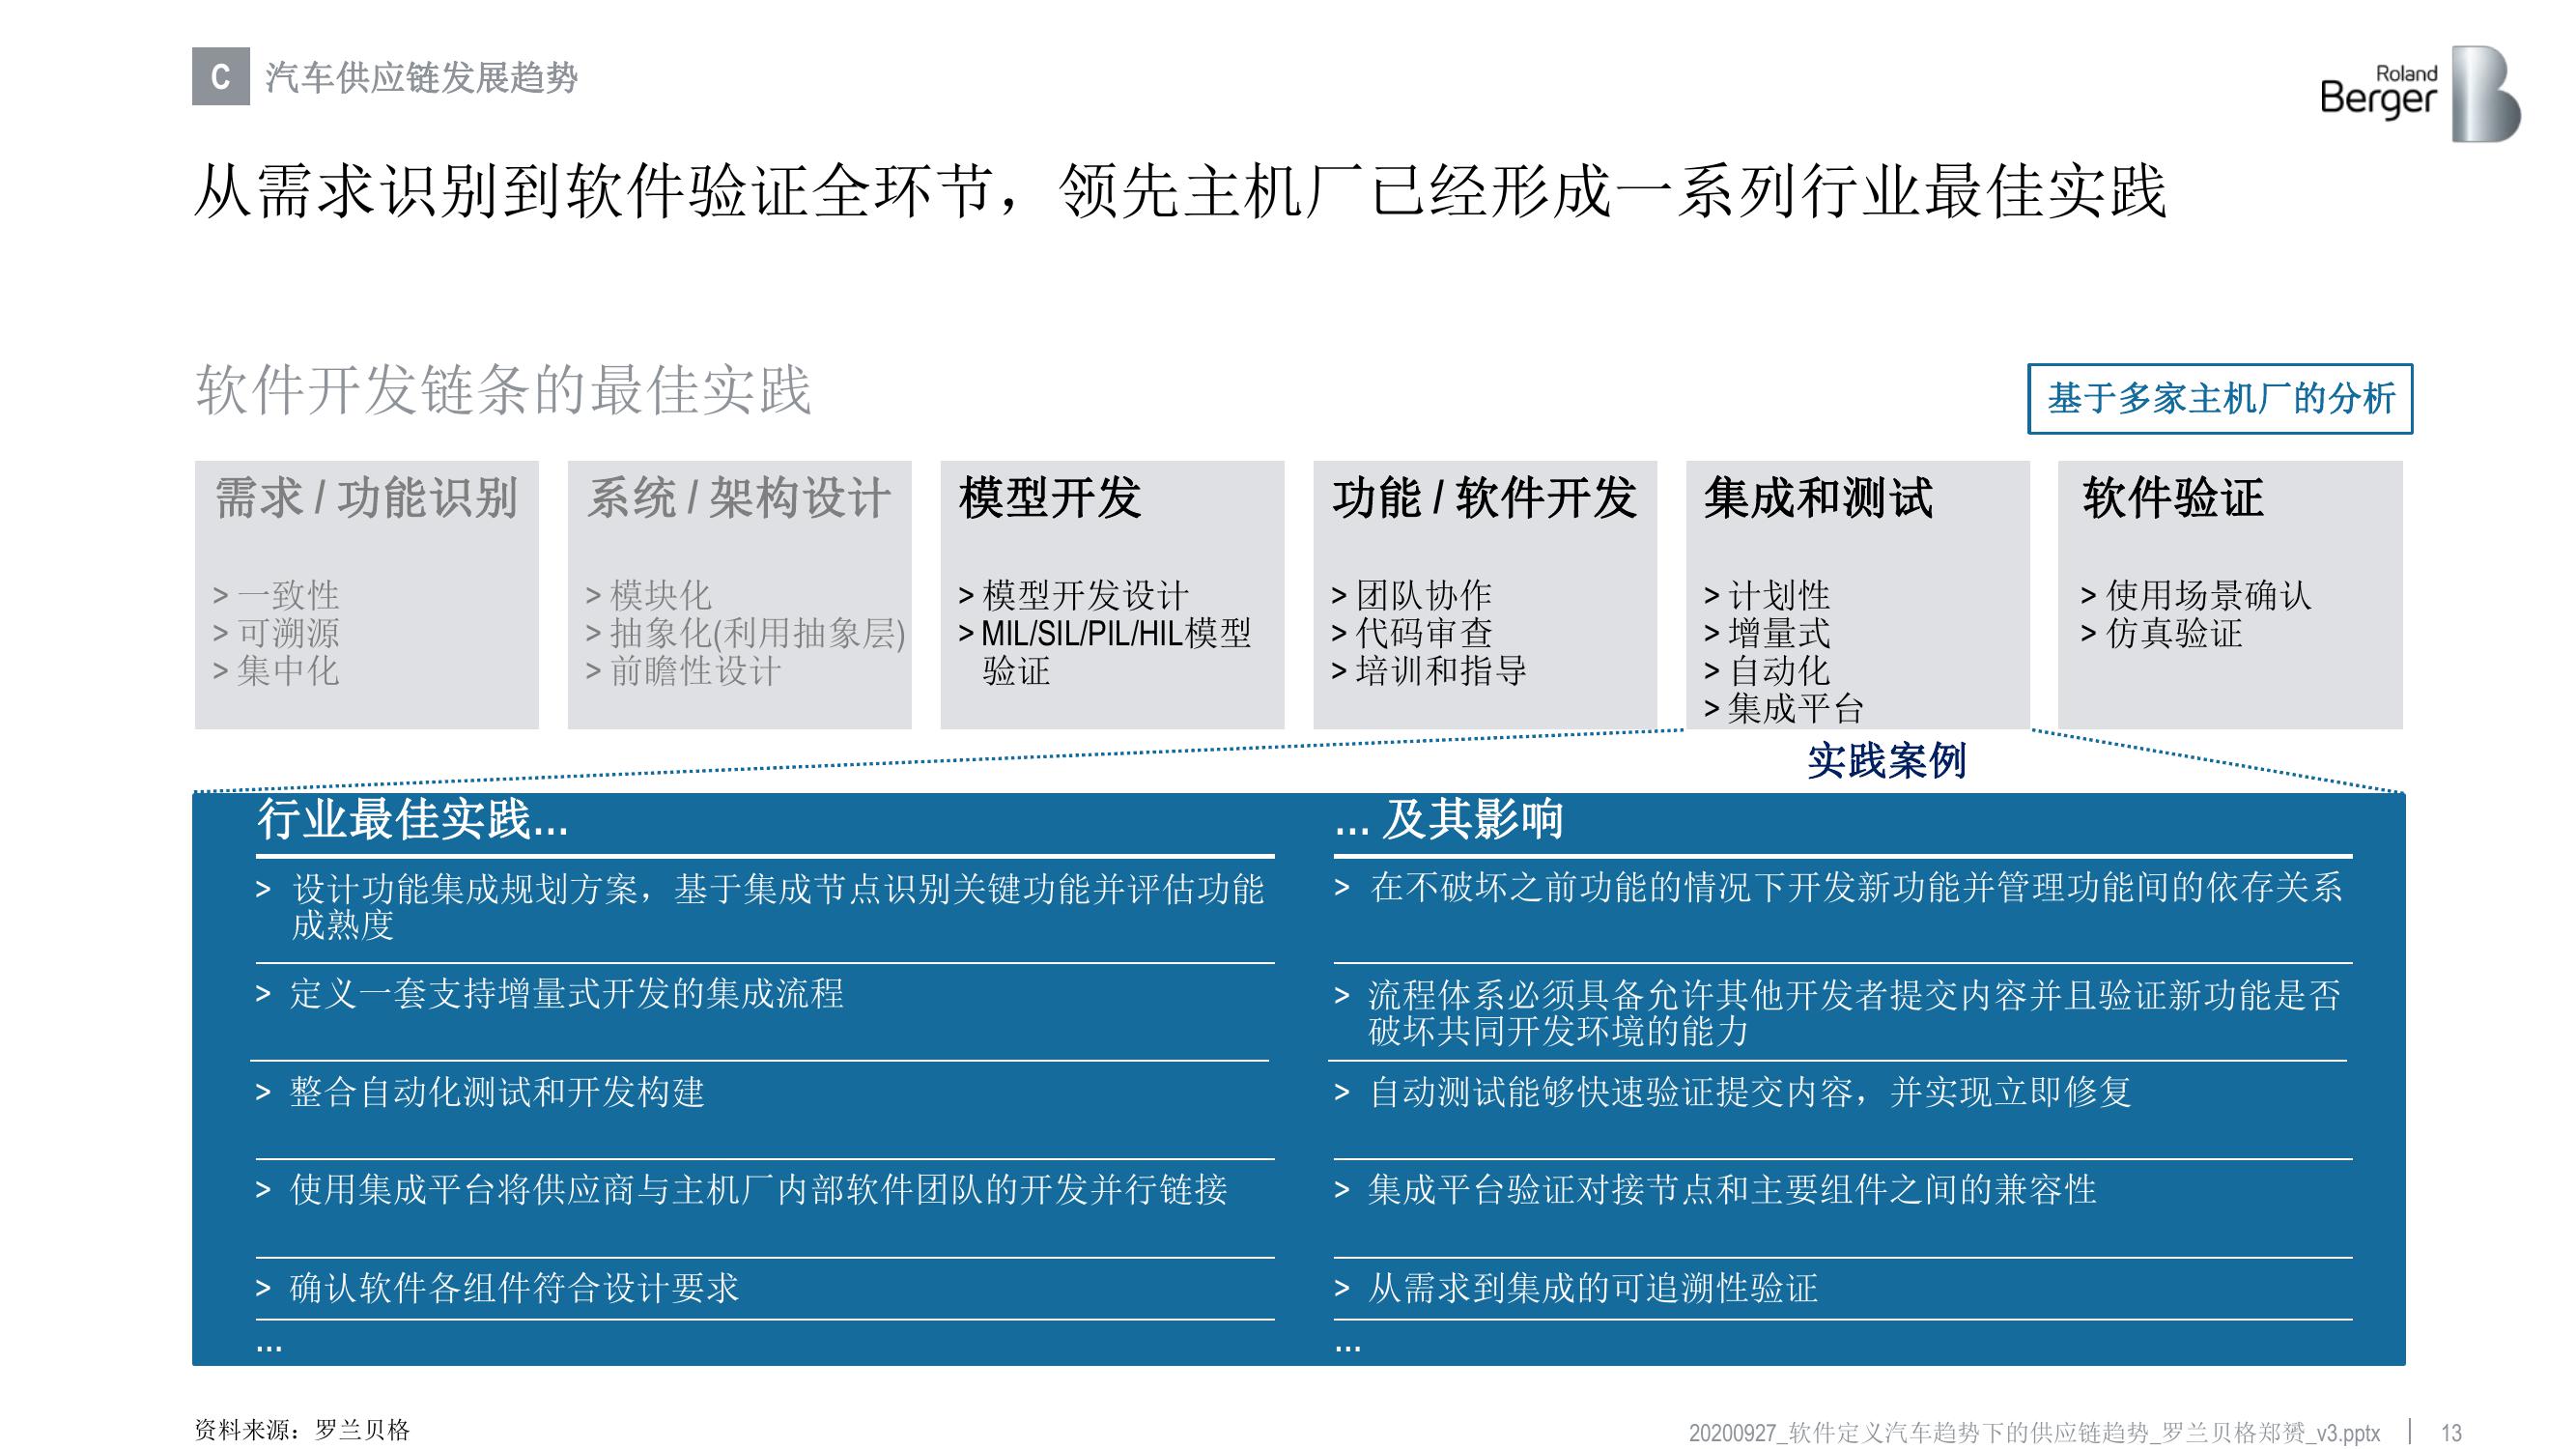 C 汽车供应链发展趋势
Roland
Berger
从需求识别到软件验证全环节，领先主机厂已经形成一系列行业最佳实践
软件开发链条的最佳实践
基于多家主机厂的分析
需求 / 功能识别
> 一致性
> 可溯源
> 集中化
系统 / 架构设计
> 模块化
> 抽象化(利用抽象层)
> 前瞻性设计
模型开发
> 模型开发设计
> MIL/SIL/PIL/HIL模型
验证
功能 / 软件开发
> 团队协作
> 代码审查
> 培训和指导
集成和测试
> 计划性
> 增量式
> 自动化
> 集成平台
软件验证
> 使用场景确认
> 仿真验证
实践案例
行业最佳实践...
... 及其影响
> 设计功能集成规划方案，基于集成节点识别关键功能并评估功能
成熟度
> 在不破坏之前功能的情况下开发新功能并管理功能间的依存关系
> 定义一套支持增量式开发的集成流程
> 流程体系必须具备允许其他开发者提交内容并且验证新功能是否
破坏共同开发环境的能力
> 整合自动化测试和开发构建
> 自动测试能够快速验证提交内容，并实现立即修复
> 使用集成平台将供应商与主机厂内部软件团队的开发并行链接
> 集成平台验证对接节点和主要组件之间的兼容性
> 确认软件各组件符合设计要求
> 从需求到集成的可追溯性验证
...
...
资料来源：罗兰贝格
20200927_软件定义汽车趋势下的供应链趋势_罗兰贝格郑赟_v3.pptx | 13